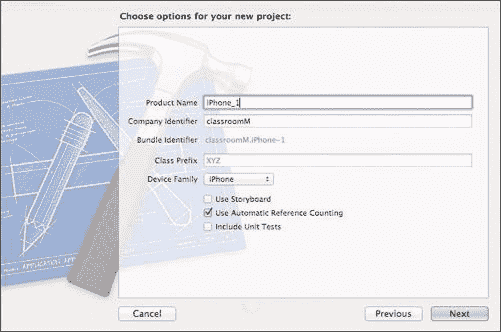 Choose options for your new project:
Product Name iPhone_1
Company Identifier classroomM
Bundle Identifier classroomM.iPhone-1
Class Prefix XYZ
Device Family iPhone
Use Storyboard
Use Automatic Reference Counting
Include Unit Tests
Cancel Previous Next